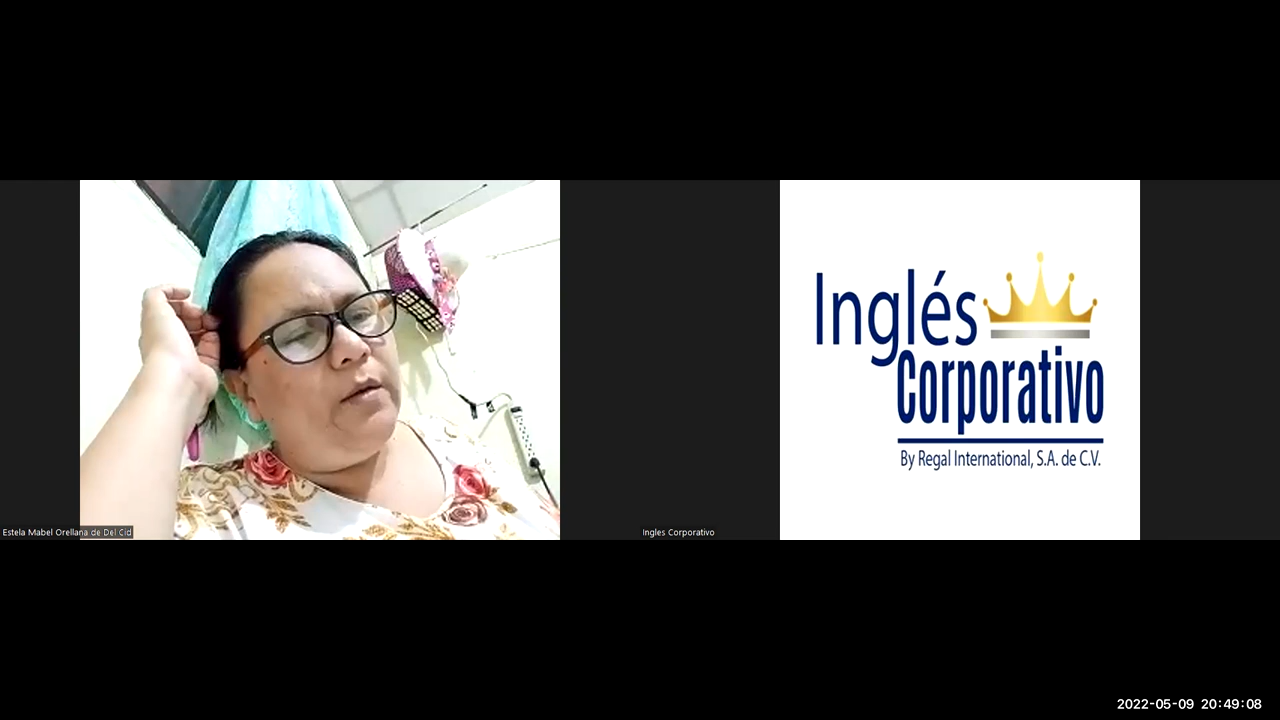 Inglés
Corporativo
By Regal International, S.A. de C.V.
Estela Mabel Orellana de Del Cid
Ingles Corporativo
2022-05-09 20:49:08